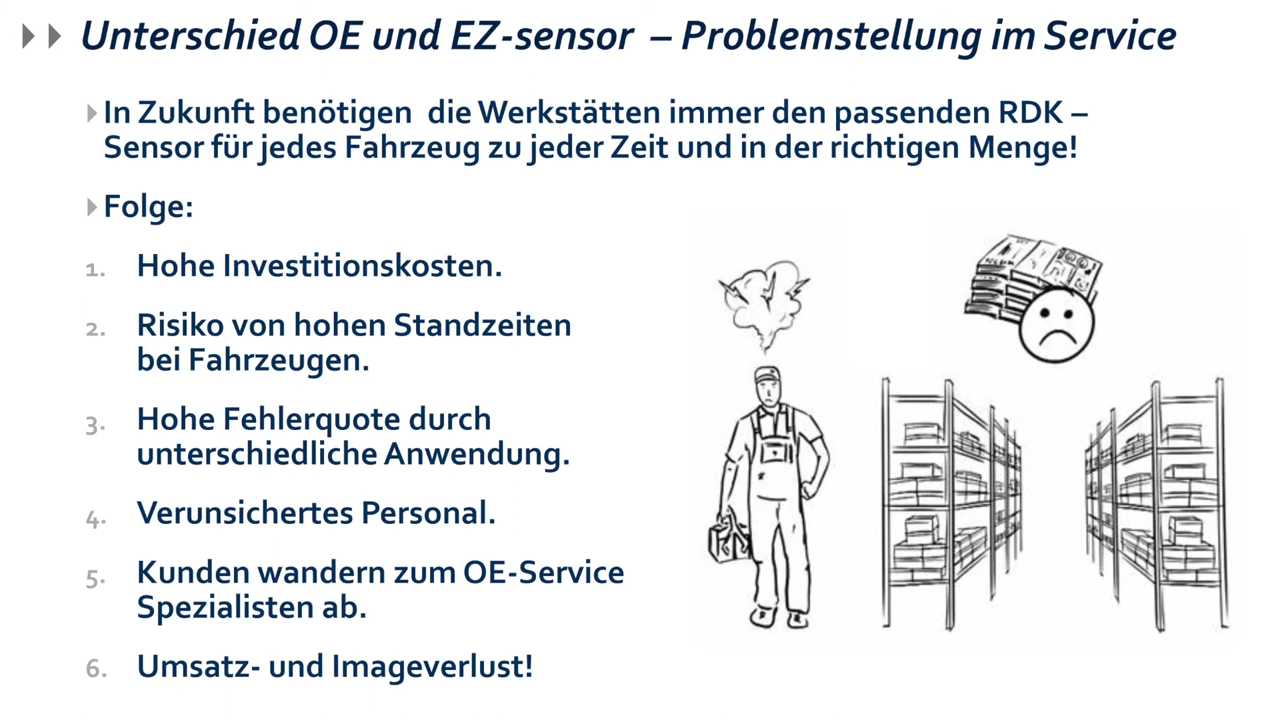 Unterschied OE und EZ-sensor – Problemstellung im Service
In Zukunft benötigen die Werkstätten immer den passenden RDK –
Sensor für jedes Fahrzeug zu jeder Zeit und in der richtigen Menge!
Folge:
1. Hohe Investitionskosten.
2. Risiko von hohen Standzeiten
bei Fahrzeugen.
3. Hohe Fehlerquote durch
unterschiedliche Anwendung.
4. Verunsichertes Personal.
5. Kunden wandern zum OE-Service
Spezialisten ab.
6. Umsatz- und Imageverlust!